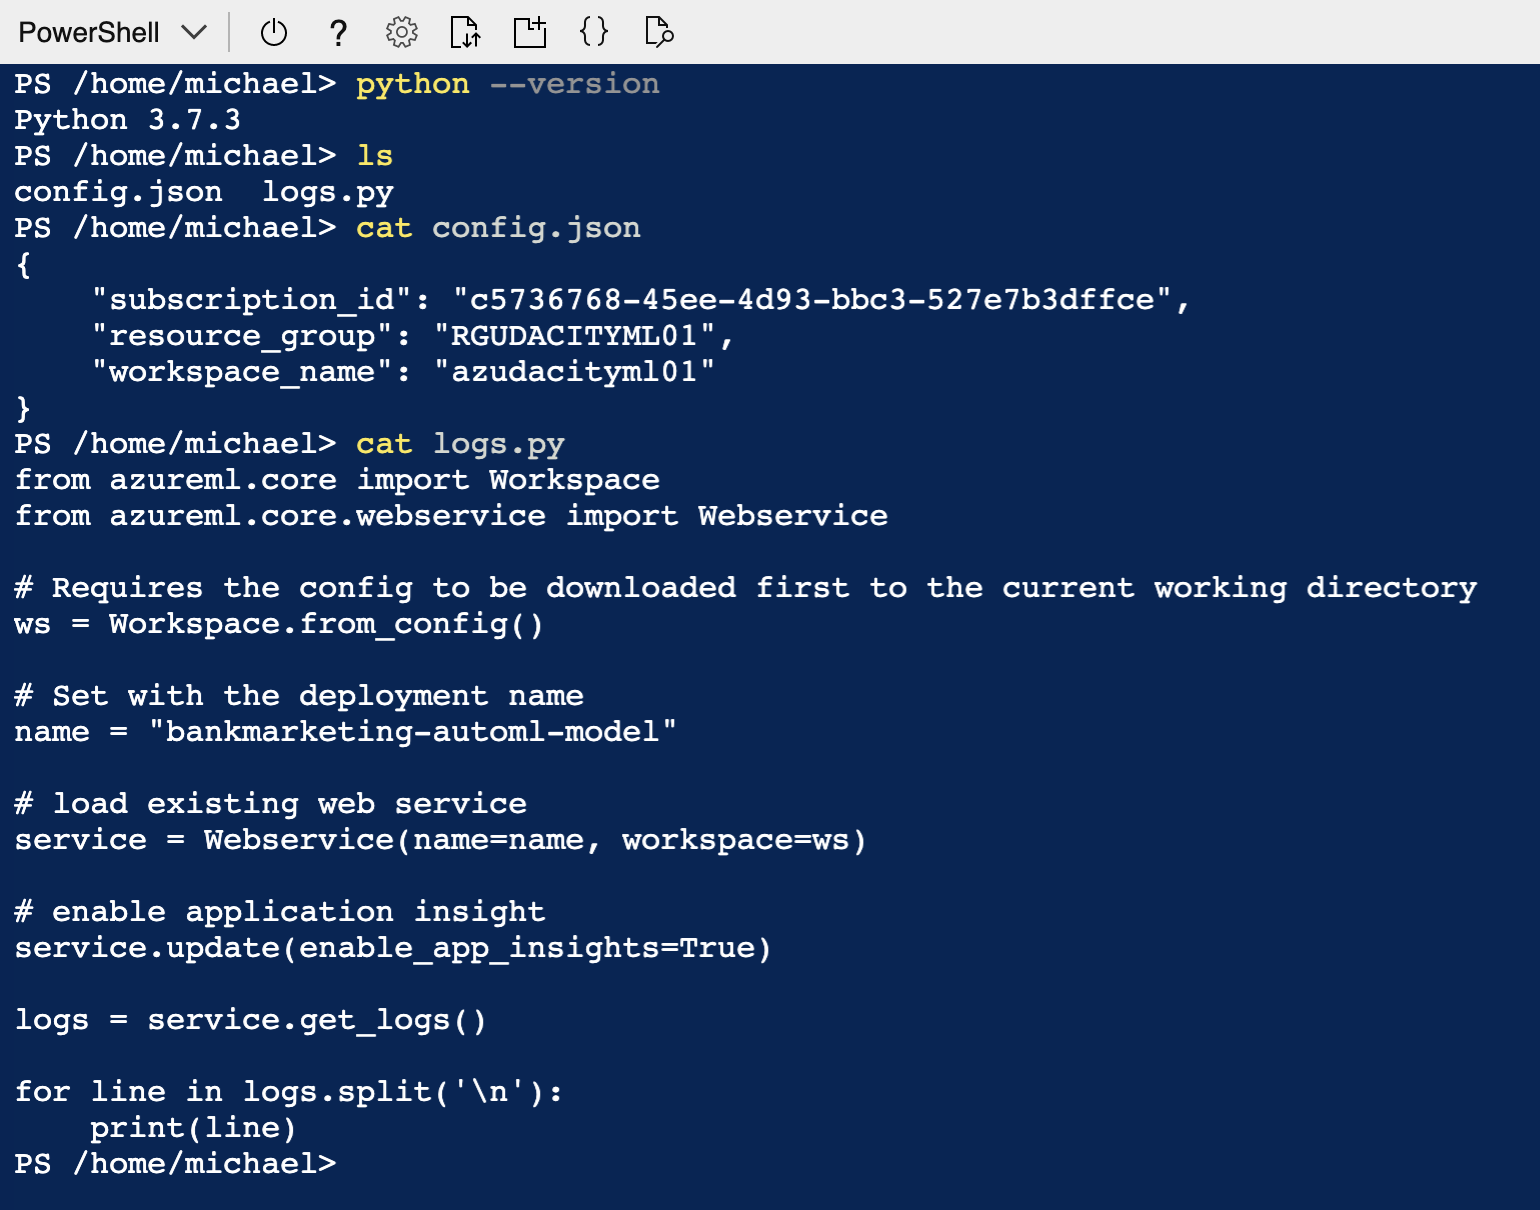 PowerShell
PS /home/michael> python --version
Python 3.7.3
PS /home/michael> ls
config.json  logs.py
PS /home/michael> cat config.json
{
    "subscription_id": "c5736768-45ee-4d93-bbc3-527e7b3dffce",
    "resource_group": "RGUDACITYML01",
    "workspace_name": "azudacityml01"
}
PS /home/michael> cat logs.py
from azureml.core import Workspace
from azureml.core.webservice import Webservice

# Requires the config to be downloaded first to the current working directory
ws = Workspace.from_config()

# Set with the deployment name
name = "bankmarketing-automl-model"

# load existing web service
service = Webservice(name=name, workspace=ws)

# enable application insight
service.update(enable_app_insights=True)

logs = service.get_logs()

for line in logs.split('\n'):
    print(line)
PS /home/michael>